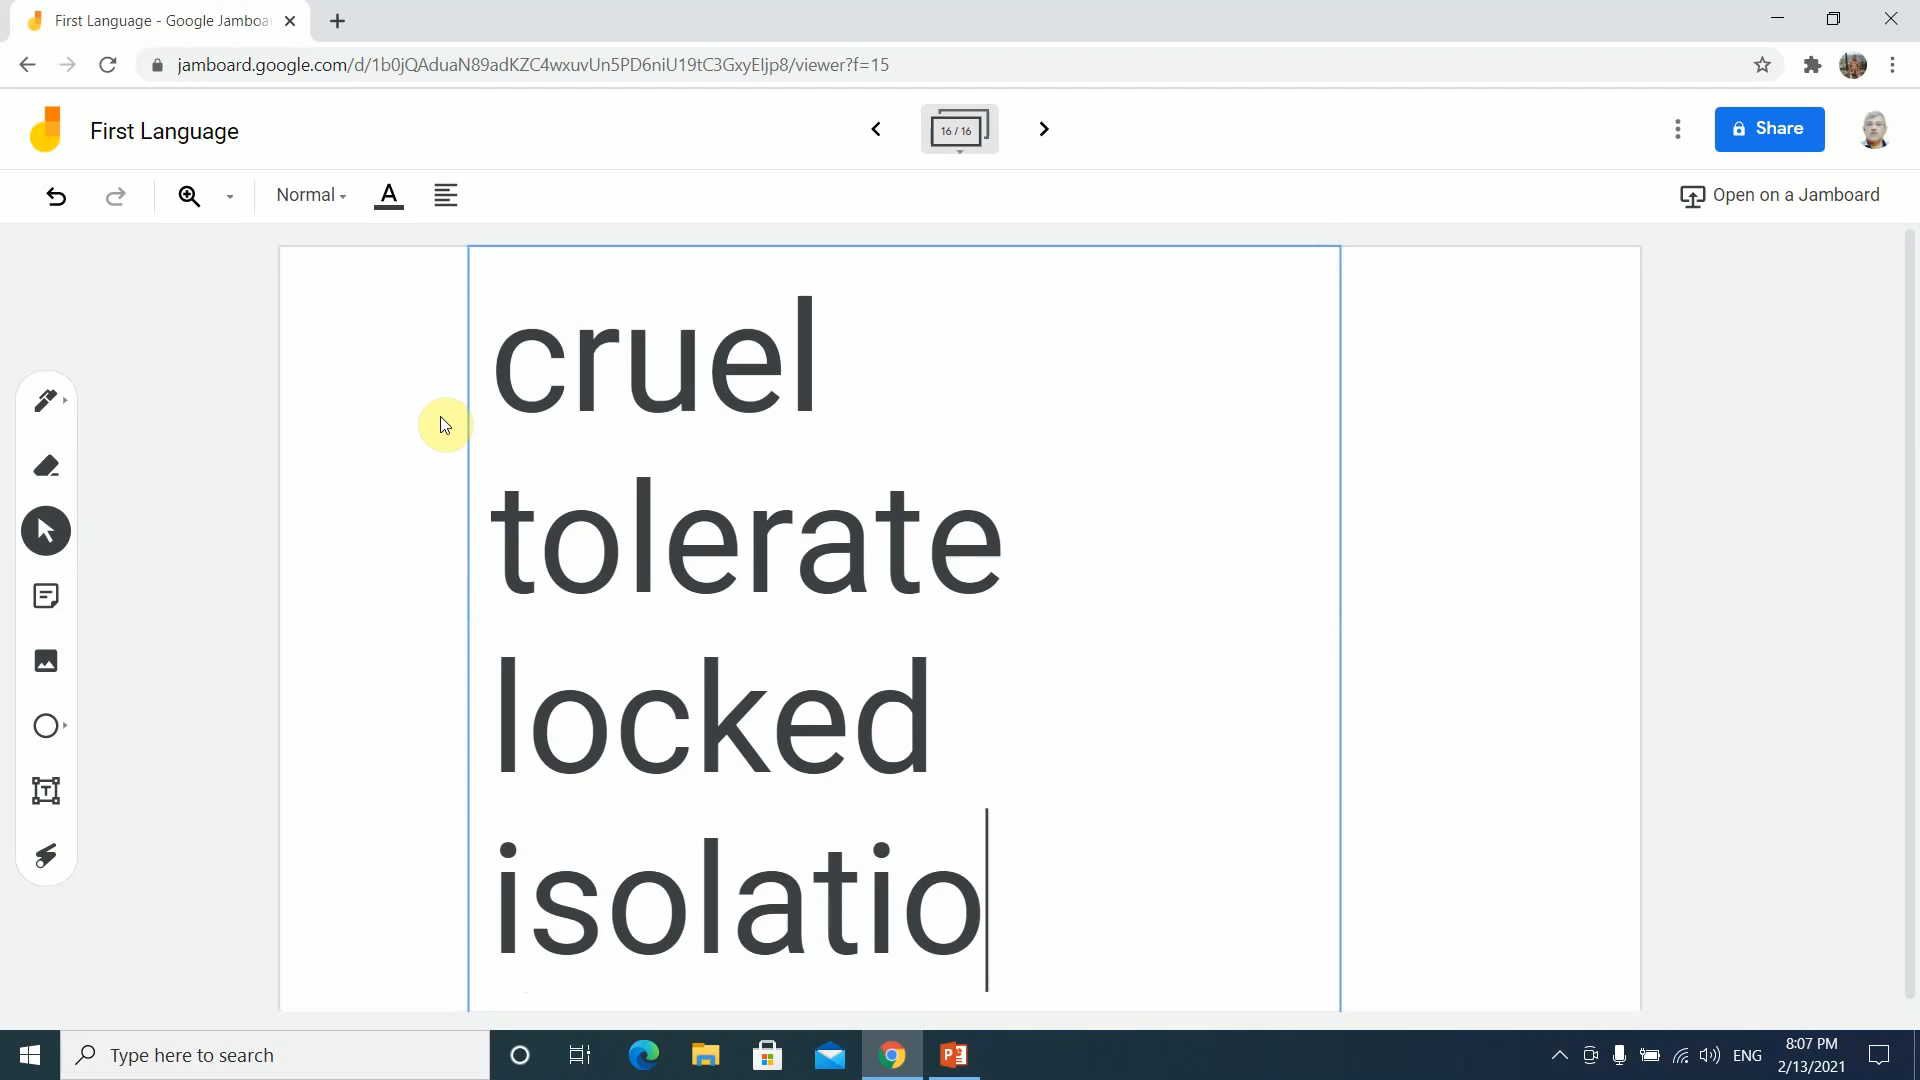 First Language - Google Jamboa
jamboard.google.com/d/1b0jQAduaN89adKZC4wxuvUn5PD6niU19tC3GxyEljp8/viewer?f=15
First Language
16 / 16
Share
Normal
A
Open on a Jamboard
cruel
tolerate
locked
isolatio
T
Type here to search
ENG
8:07 PM
2/13/2021